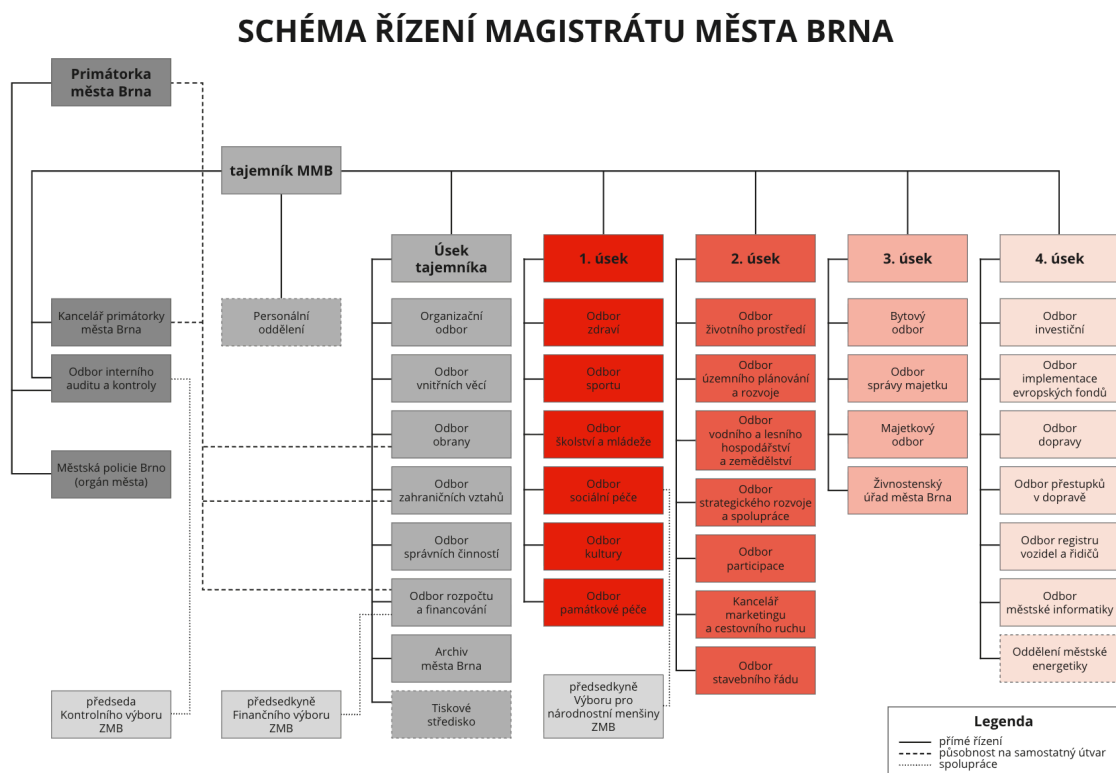 SCHÉMA ŘÍZENÍ MAGISTRÁTU MĚSTA BRNA
Primátorka
města Brna
tajemník MMB
Úsek
tajemníka
1. úsek
2. úsek
3. úsek
4. úsek
Kancelář primátorky
města Brna
Odbor interního
auditu a kontroly
Městská policie Brno
(orgán města)
předseda
Kontrolního výboru
ZMB
Personální
oddělení
předsedkyně
Finančního výboru
ZMB
Organizační
odbor
Odbor
vnitřních věcí
Odbor
obrany
Odbor
zahraničních vztahů
Odbor
správních činností
Odbor rozpočtu
a financování
Archiv
města Brna
Tiskové
středisko
Odbor
zdraví
Odbor
sportu
Odbor
školství a mládeže
Odbor
sociální péče
Odbor
kultury
Odbor
památkové péče
předsedkyně
Výboru pro
národnostní menšiny
ZMB
Odbor
životního prostředí
Odbor
územního plánování
a rozvoje
Odbor
vodního a lesního
hospodářství
a zemědělství
Odbor
strategického rozvoje
a spolupráce
Odbor
participace
Kancelář
marketingu
a cestovního ruchu
Odbor
stavebního řádu
Bytový
odbor
Odbor
správy majetku
Majetkový
odbor
Živnostenský
úřad města Brna
Odbor
investiční
Odbor
implementace
evropských fondů
Odbor
dopravy
Odbor přestupků
v dopravě
Odbor registru
vozidel a řidičů
Odbor
městské informatiky
Oddělení městské
energetiky
Legenda
přímé řízení
působnost na samostatný útvar
spolupráce